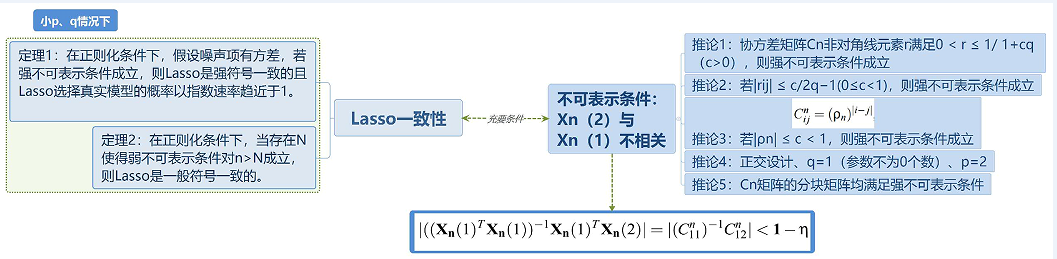 小p、q情况下
定理1：在正则化条件下，假设噪声项有方差，若
强不可表示条件成立，则Lasso是强符号一致的且
Lasso选择真实模型的概率以指数速率趋近于1。
定理2：在正则化条件下，当存在N
使得弱不可表示条件对n>N成立，
则Lasso是一般符号一致的。
Lasso一致性
充要条件
不可表示条件：
Xn（2）与
Xn（1）不相关
推论1：协方差矩阵Cn非对角线元素r满足0 < r ≤ 1/ 1+cq
（c>0），则强不可表示条件成立
推论2：若|rij| ≤ c/2q−1(0≤c<1)，则强不可表示条件成立
C^n_{ij} = (ρ_n)^{|i−j|}
推论3：若|ρn| ≤ c < 1，则强不可表示条件成立
推论4：正交设计、q=1（参数不为0个数）、p=2
推论5：Cn矩阵的分块矩阵均满足强不可表示条件
|((X_n(1)^T X_n(1))^{−1} X_n(1)^T X_n(2)| = |(C^n_{11})^{−1} C^n_{12}| < 1 − η